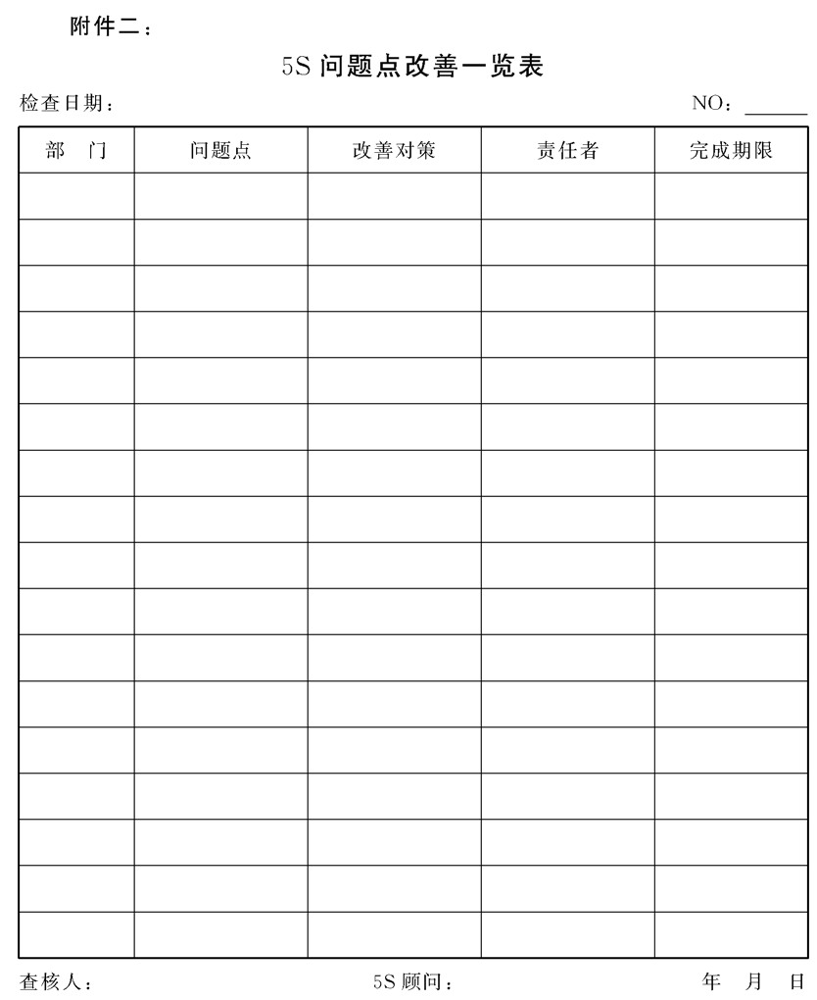 附件二：
5S 问题点改善一览表
检查日期： NO：____
部 门 问题点 改善对策 责任者 完成期限
查核人： 5S 顾问： 年 月 日